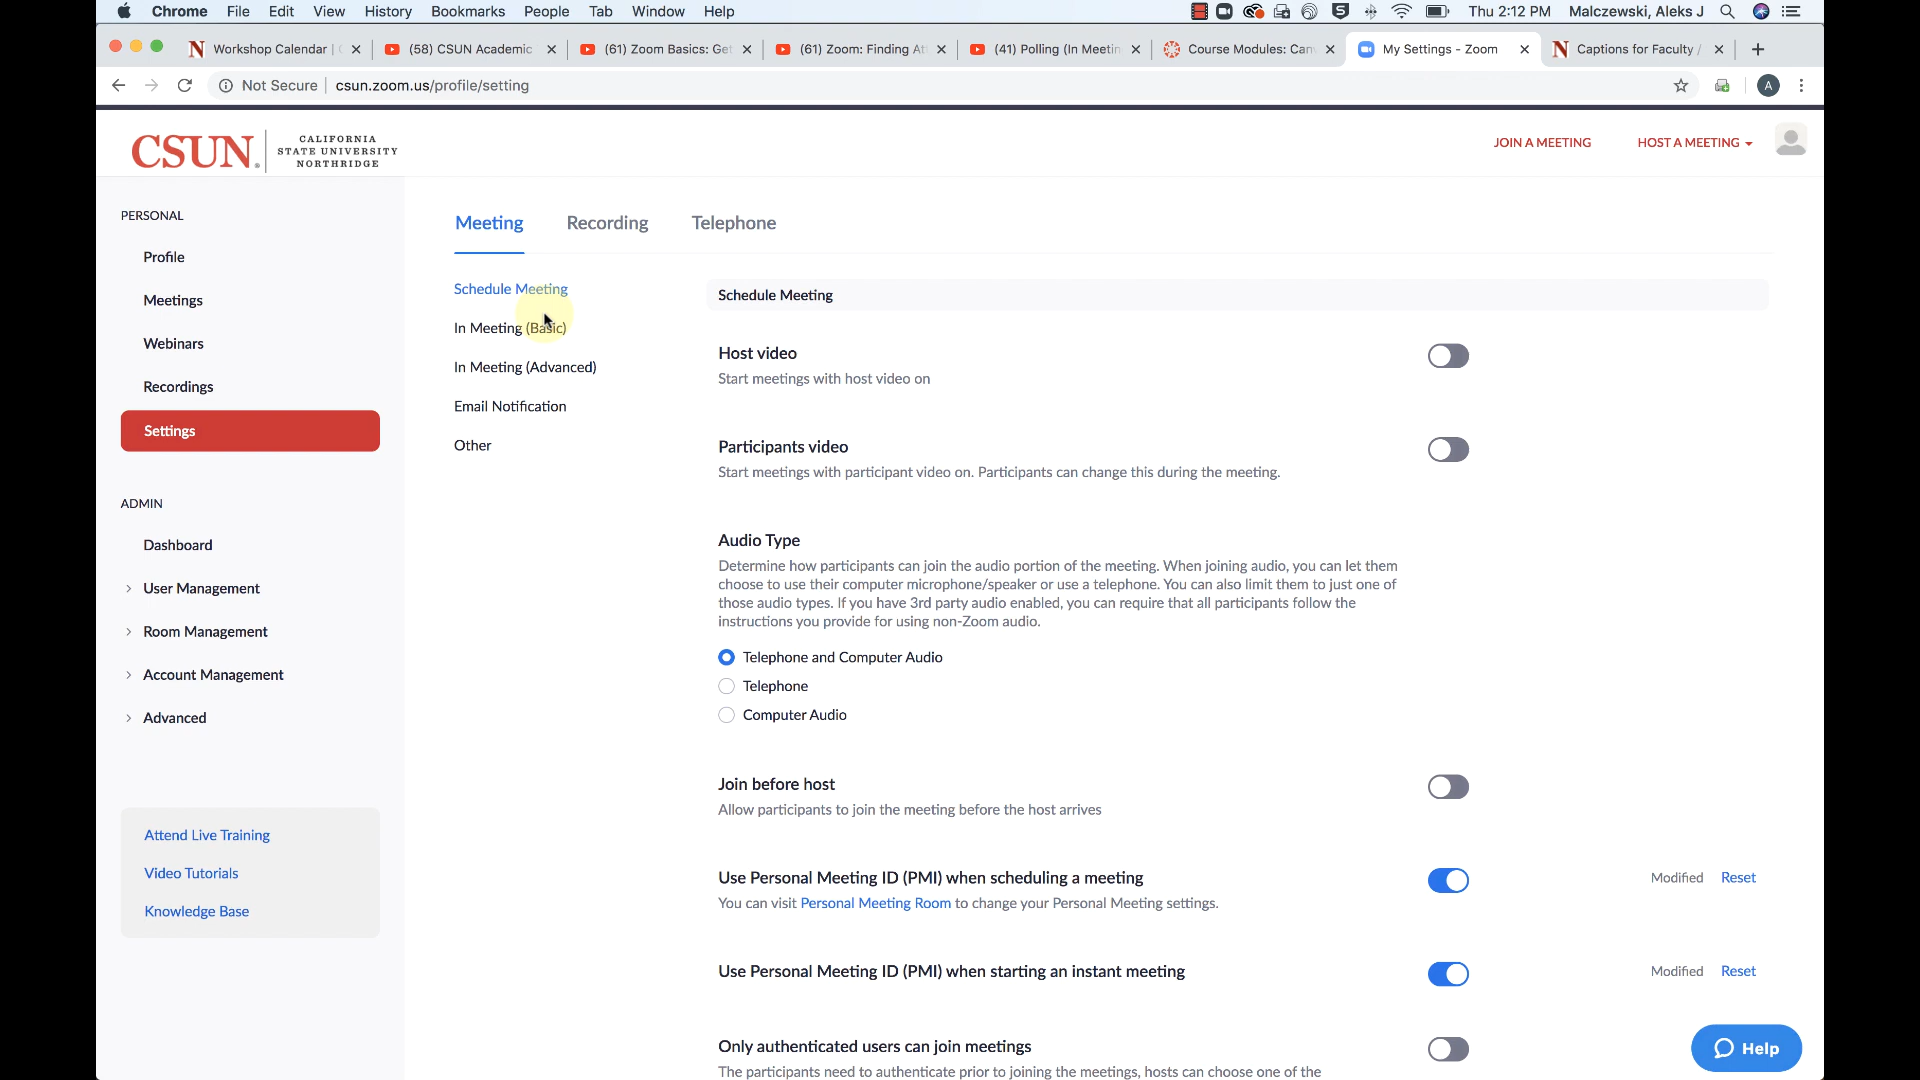 Chrome File Edit View History Bookmarks People Tab Window Help Thu 2:12 PM Malczewski, Aleks J
Workshop Calendar | (58) CSUN Academic (61) Zoom Basics: Get (61) Zoom: Finding At (41) Polling (In Meetin Course Modules: Can My Settings - Zoom Captions for Faculty /
Not Secure | csun.zoom.us/profile/setting A
CSUN. CALIFORNIA
STATE UNIVERSITY
NORTHRIDGE
JOIN A MEETING HOST A MEETING
PERSONAL
Profile
Meetings
Webinars
Recordings
Settings
ADMIN
Dashboard
User Management
Room Management
Account Management
Advanced
Attend Live Training
Video Tutorials
Knowledge Base
Meeting Recording Telephone
Schedule Meeting
In Meeting (Basic)
In Meeting (Advanced)
Email Notification
Other
Schedule Meeting
Host video
Start meetings with host video on
Participants video
Start meetings with participant video on. Participants can change this during the meeting.
Audio Type
Determine how participants can join the audio portion of the meeting. When joining audio, you can let them
choose to use their computer microphone/speaker or use a telephone. You can also limit them to just one of
those audio types. If you have 3rd party audio enabled, you can require that all participants follow the
instructions you provide for using non-Zoom audio.
Telephone and Computer Audio
Telephone
Computer Audio
Join before host
Allow participants to join the meeting before the host arrives
Use Personal Meeting ID (PMI) when scheduling a meeting Modified Reset
You can visit Personal Meeting Room to change your Personal Meeting settings.
Use Personal Meeting ID (PMI) when starting an instant meeting Modified Reset
Only authenticated users can join meetings
The participants need to authenticate prior to joining the meetings, hosts can choose one of the
Help